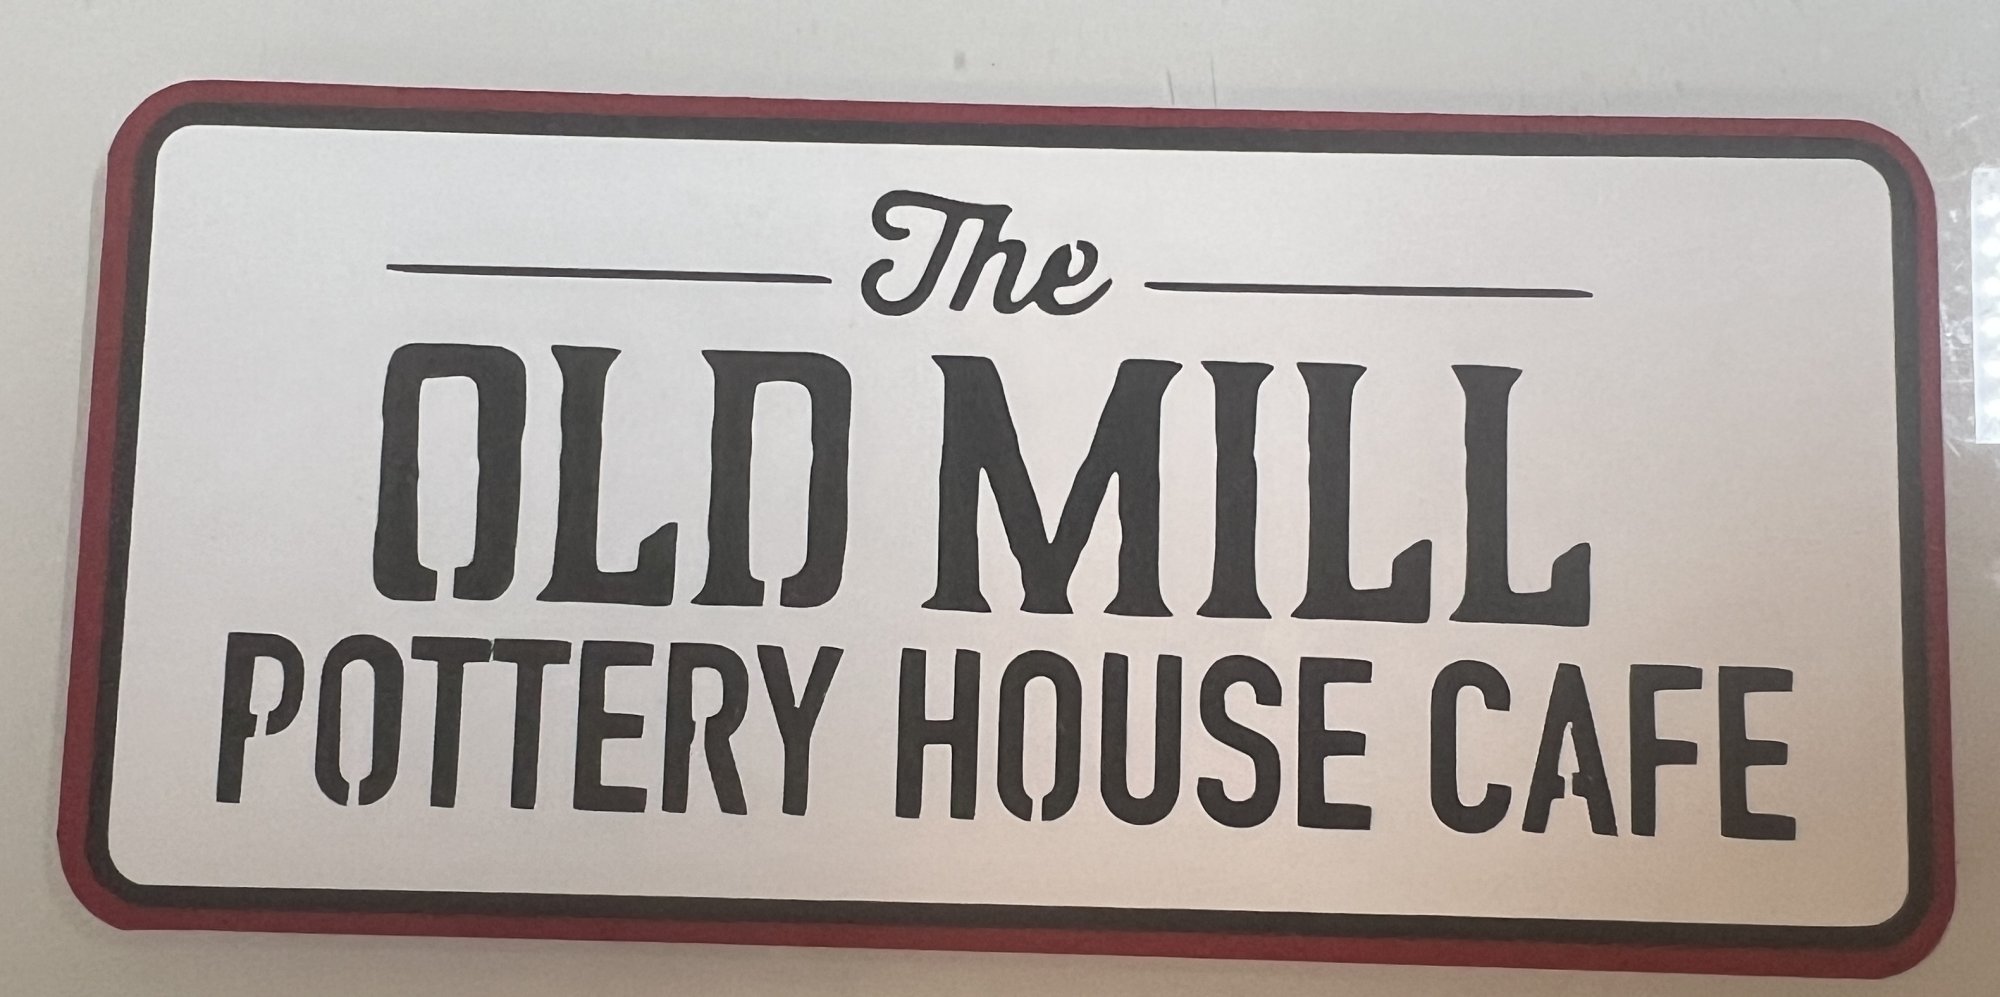 The
OLD MILL
POTTERY HOUSE CAFE